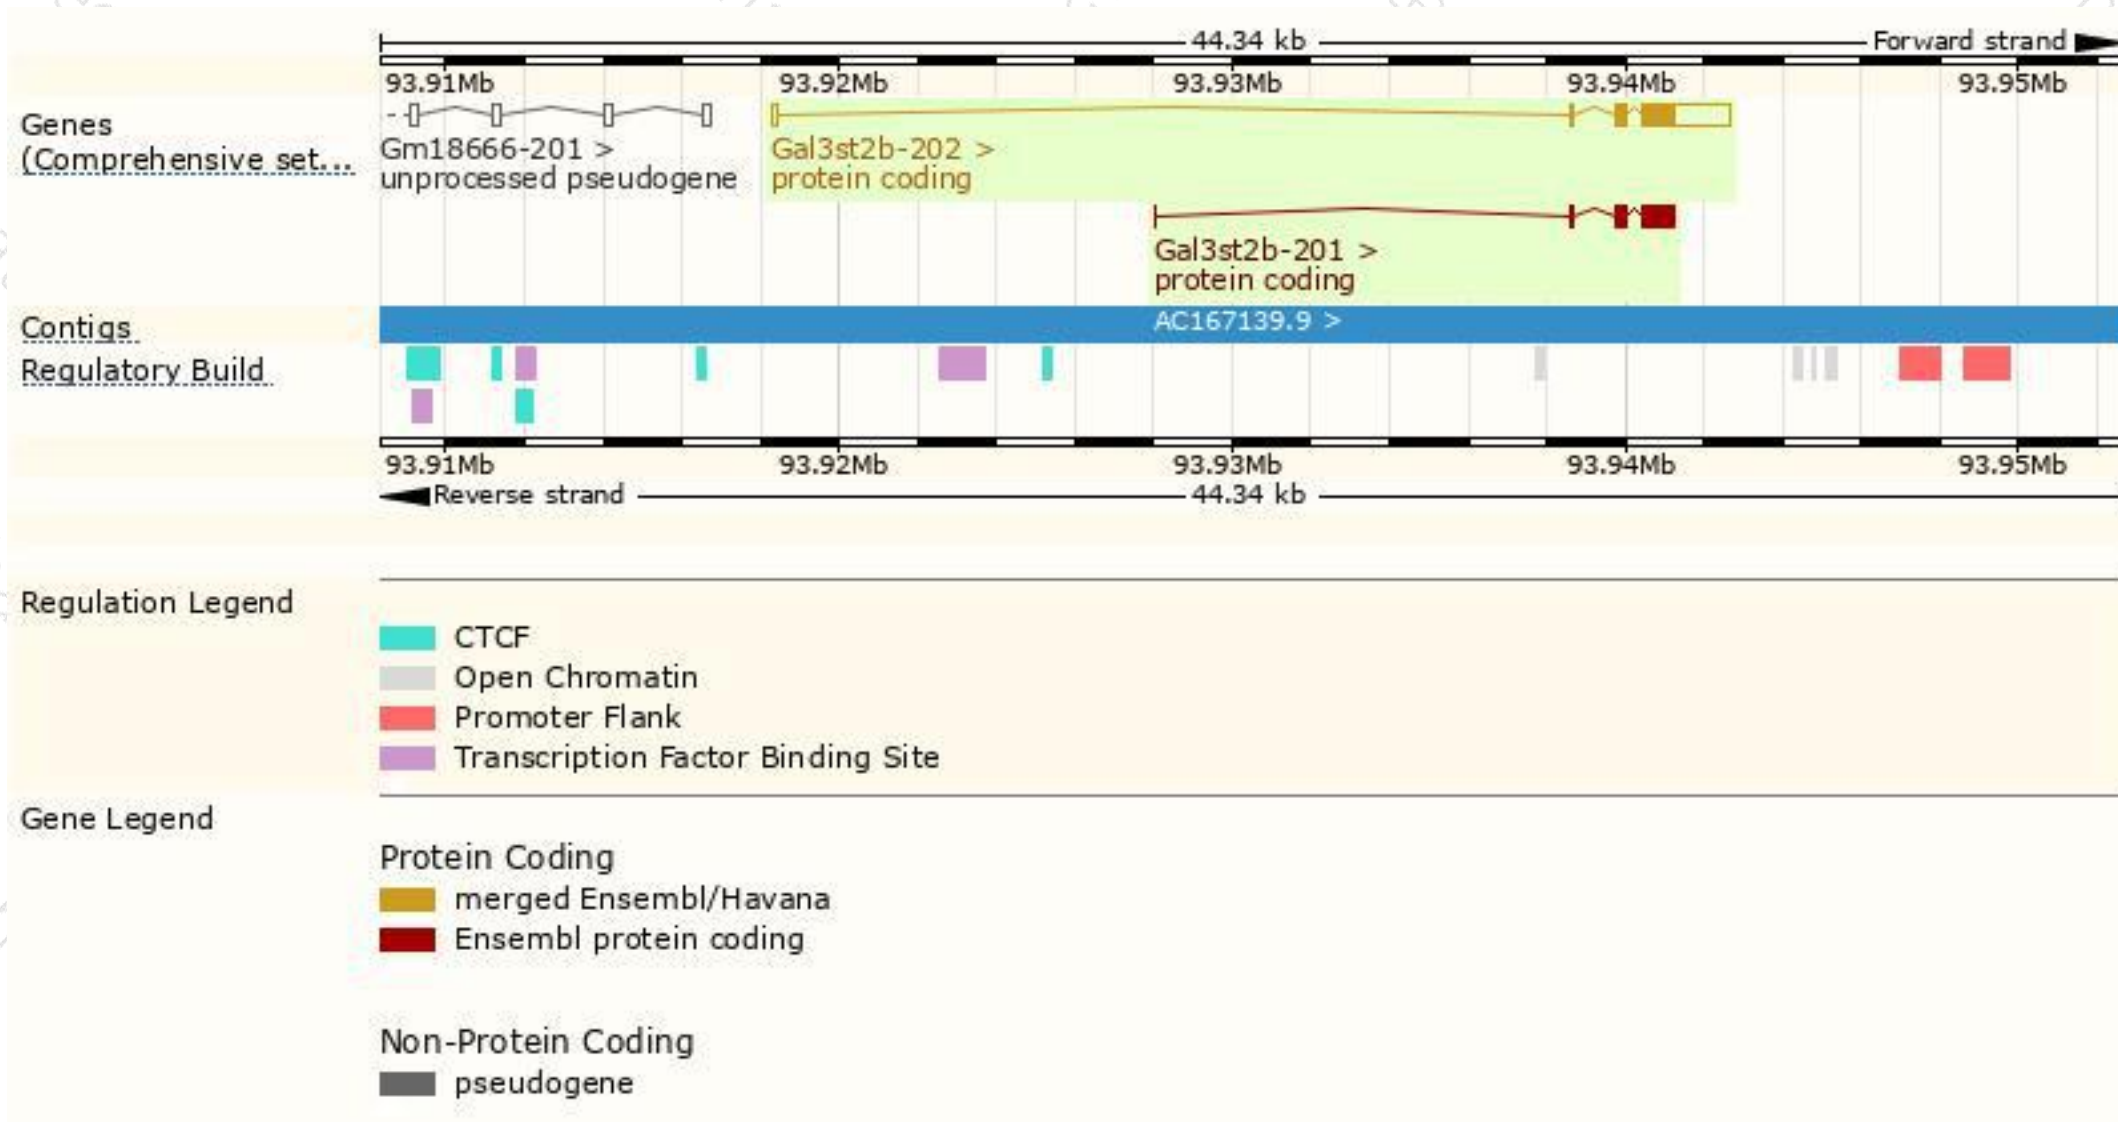 44.34 kb Forward strand
93.91Mb 93.92Mb 93.93Mb 93.94Mb 93.95Mb
Genes
(Comprehensive set...
Gm18666-201 >
unprocessed pseudogene
Gal3st2b-202 >
protein coding
Gal3st2b-201 >
protein coding
Contigs
AC167139.9 >
Regulatory Build
93.91Mb 93.92Mb 93.93Mb 93.94Mb 93.95Mb
Reverse strand 44.34 kb
Regulation Legend
CTCF
Open Chromatin
Promoter Flank
Transcription Factor Binding Site
Gene Legend
Protein Coding
merged Ensembl/Havana
Ensembl protein coding
Non-Protein Coding
pseudogene